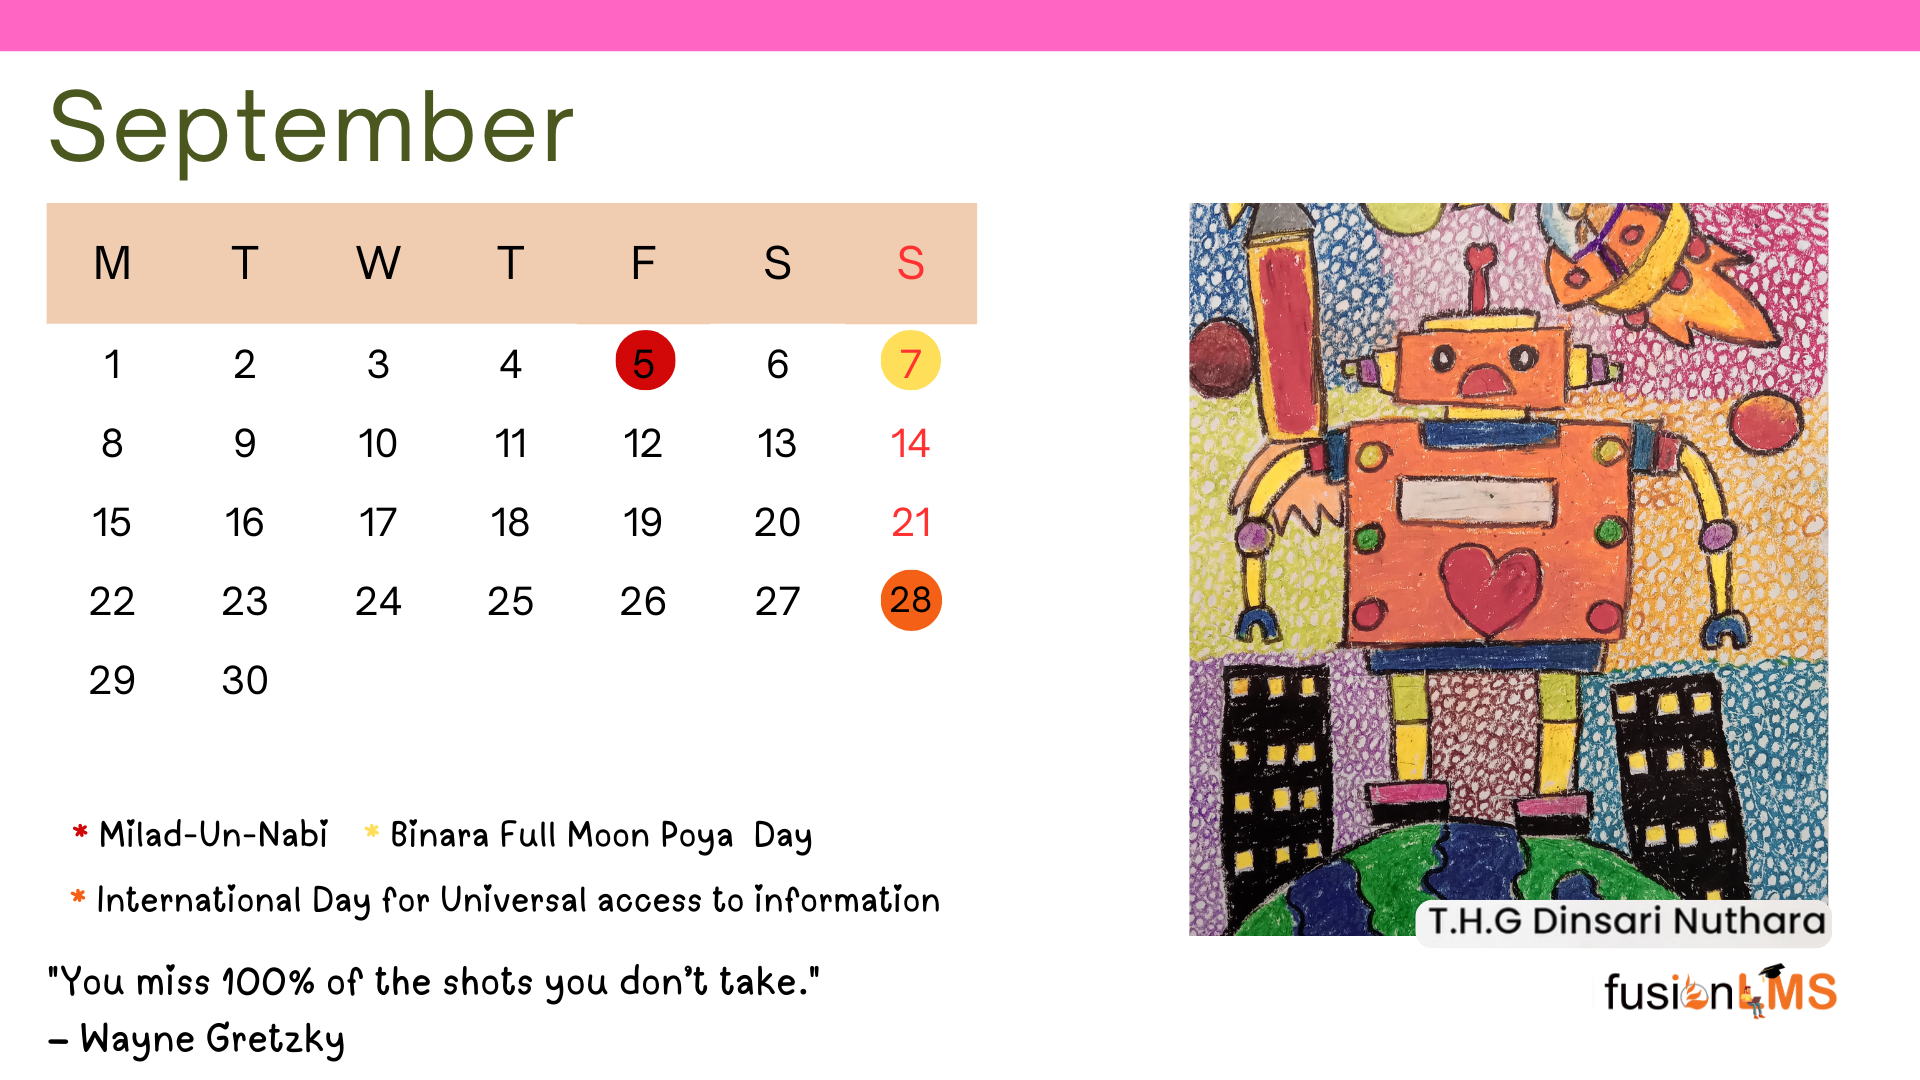 September
M T W T F S S
1 2 3 4 5 6 7
8 9 10 11 12 13 14
15 16 17 18 19 20 21
22 23 24 25 26 27 28
29 30
* Milad-Un-Nabi * Binara Full Moon Poya Day
* International Day for Universal access to information
"You miss 100% of the shots you don't take."
– Wayne Gretzky
T.H.G Dinsari Nuthara
fusionLMS